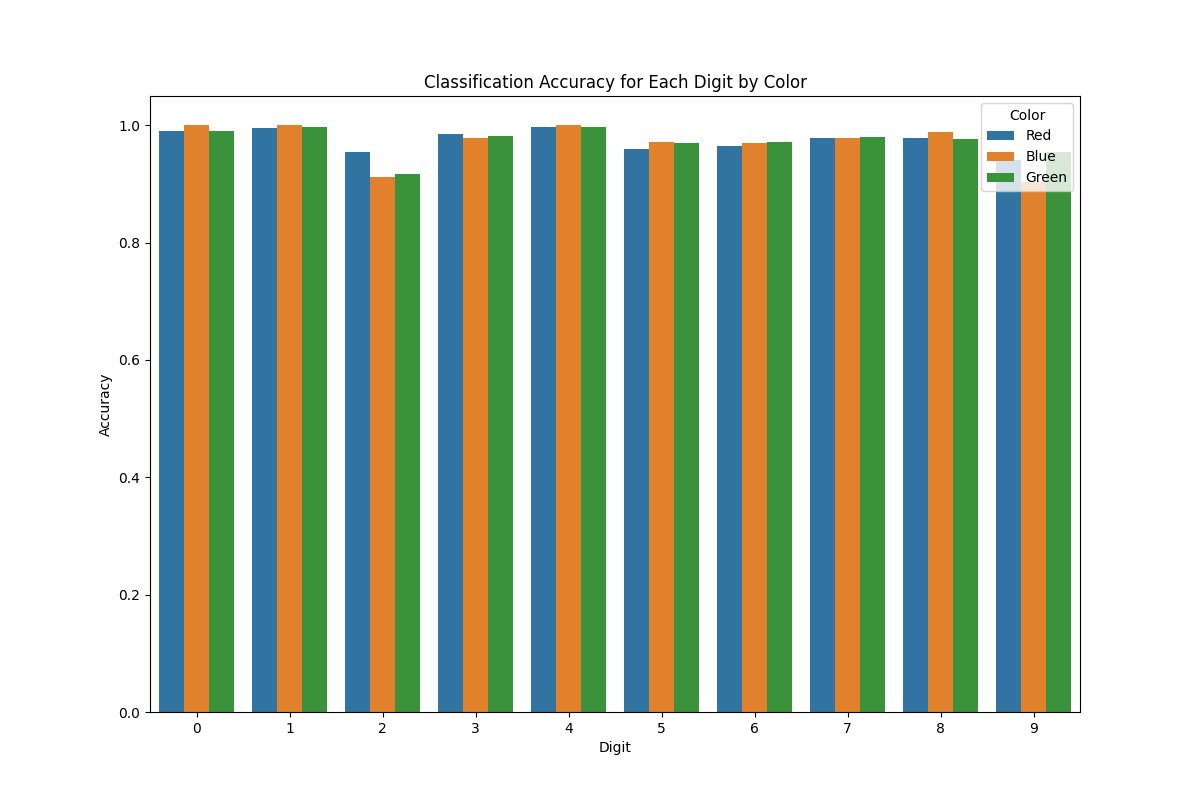 Classification Accuracy for Each Digit by Color
Color
Red
Blue
Green
1.0
0.8
0.6
0.4
0.2
0.0
Accuracy
0 1 2 3 4 5 6 7 8 9
Digit